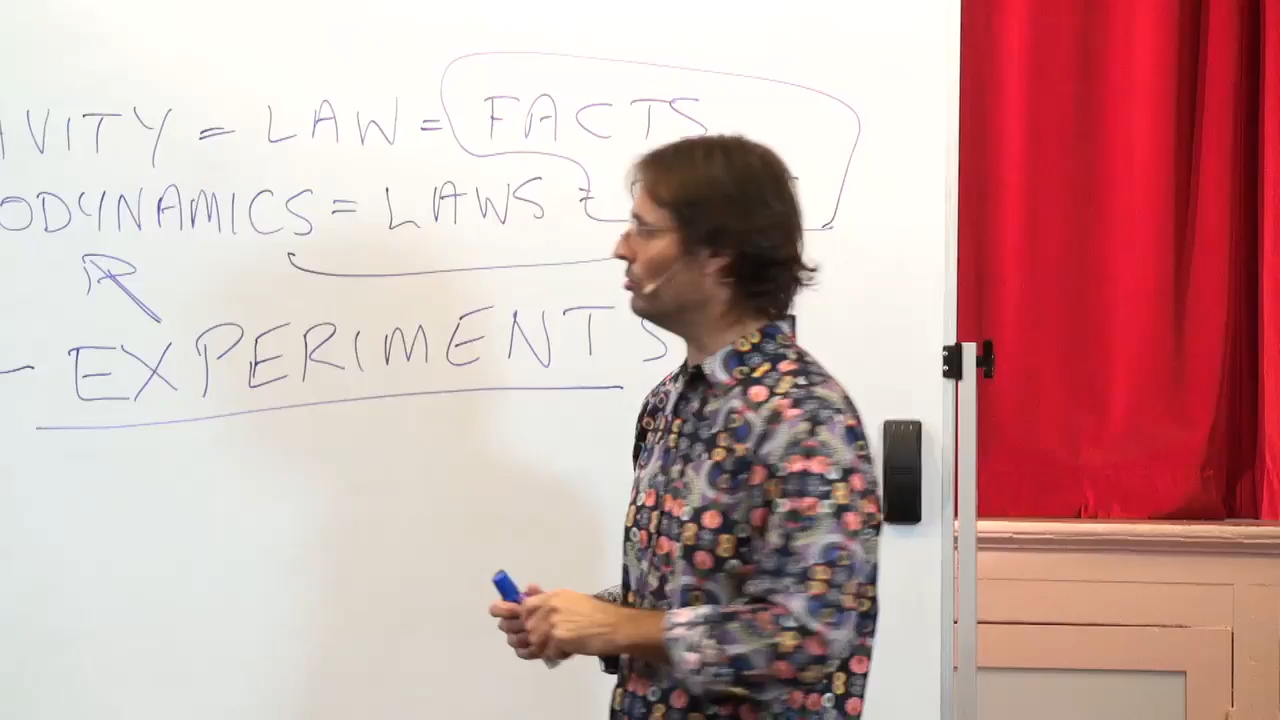 AVITY = LAW = FACTS
ODYNAMICS = LAWS =
- EXPERIMENTS